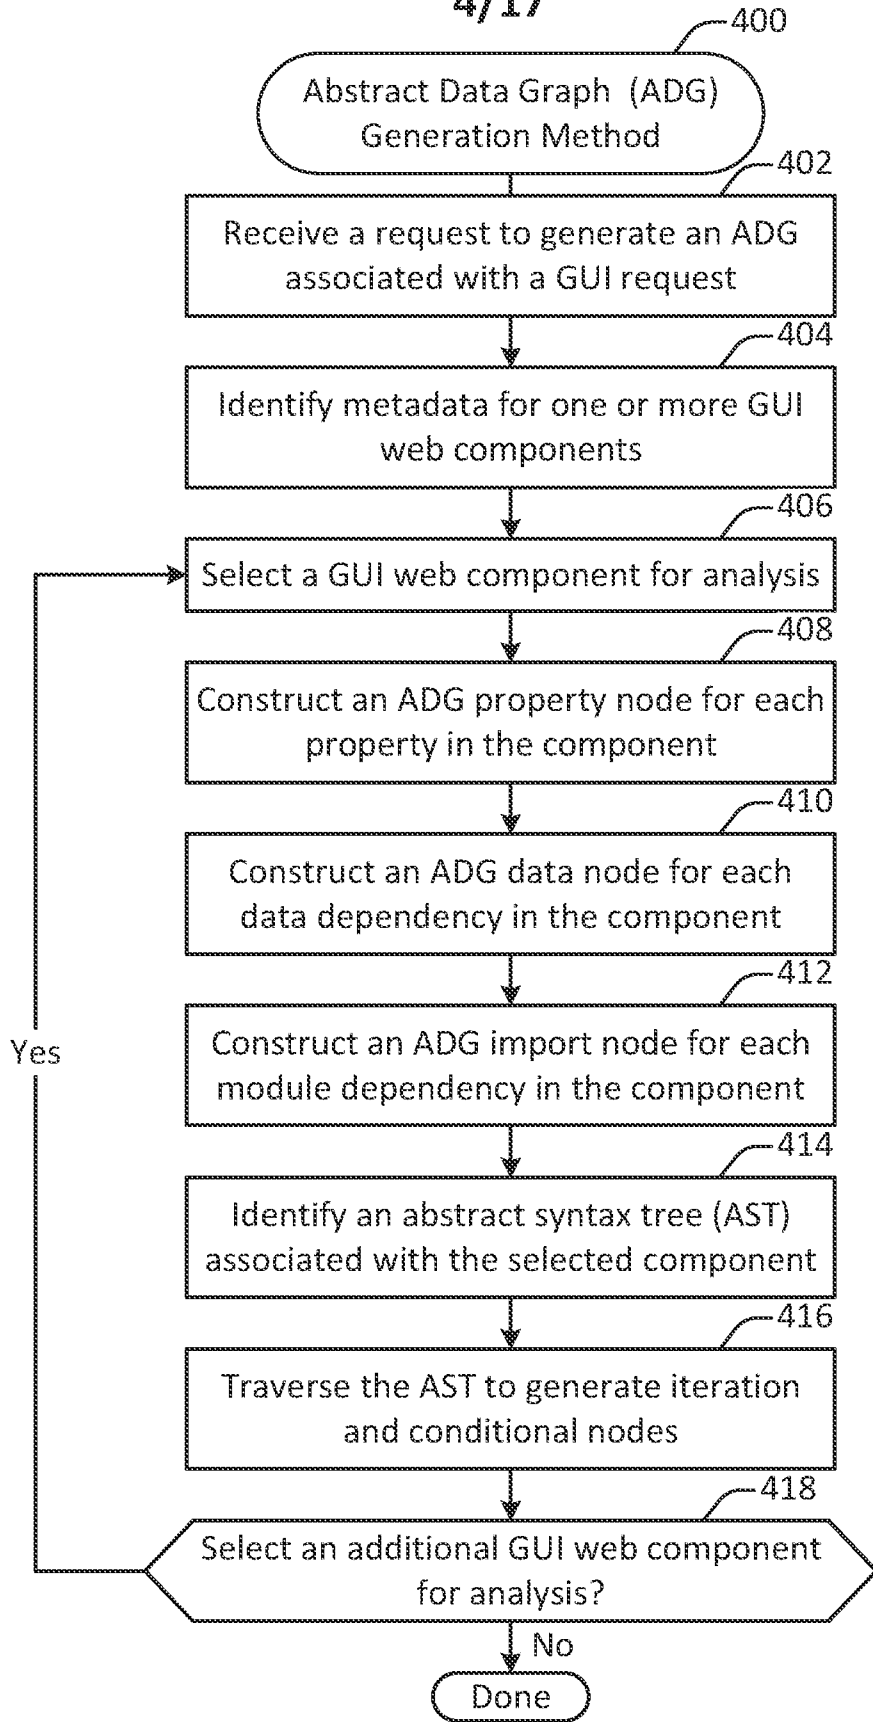 4/17
400
Abstract Data Graph (ADG)
Generation Method
402
Receive a request to generate an ADG
associated with a GUI request
404
Identify metadata for one or more GUI
web components
406
Select a GUI web component for analysis
408
Construct an ADG property node for each
property in the component
410
Construct an ADG data node for each
data dependency in the component
412
Yes
Construct an ADG import node for each
module dependency in the component
414
Identify an abstract syntax tree (AST)
associated with the selected component
416
Traverse the AST to generate iteration
and conditional nodes
418
Select an additional GUI web component
for analysis?
No
Done